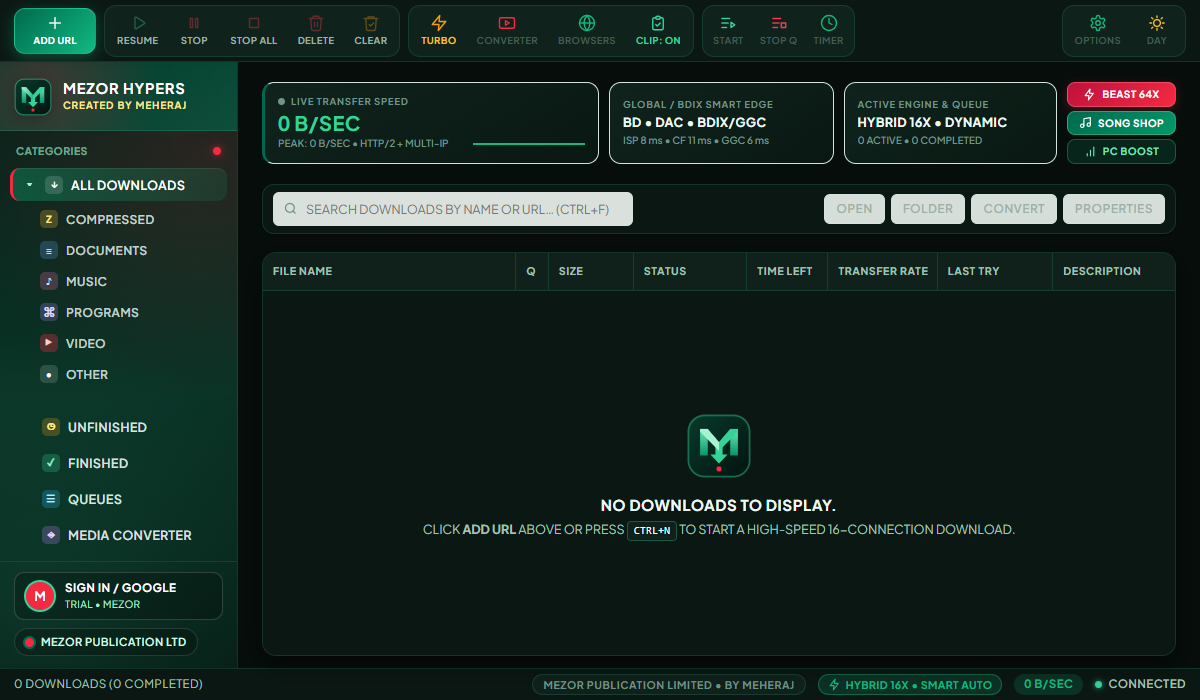 ADD URL
RESUME
STOP
STOP ALL
DELETE
CLEAR
TURBO
CONVERTER
BROWSERS
CLIP: ON
START
STOP Q
TIMER
OPTIONS
DAY
MEZOR HYPERS
CREATED BY MEHERAJ
CATEGORIES
ALL DOWNLOADS
Z COMPRESSED
DOCUMENTS
MUSIC
PROGRAMS
VIDEO
OTHER
UNFINISHED
FINISHED
QUEUES
MEDIA CONVERTER
M
SIGN IN / GOOGLE
TRIAL • MEZOR
MEZOR PUBLICATION LTD
LIVE TRANSFER SPEED
0 B/SEC
PEAK: 0 B/SEC • HTTP/2 + MULTI-IP
GLOBAL / BDIX SMART EDGE
BD • DAC • BDIX/GGC
ISP 8 ms • CF 11 ms • GGC 6 ms
ACTIVE ENGINE & QUEUE
HYBRID 16X • DYNAMIC
0 ACTIVE • 0 COMPLETED
BEAST 64X
SONG SHOP
PC BOOST
SEARCH DOWNLOADS BY NAME OR URL... (CTRL+F)
OPEN
FOLDER
CONVERT
PROPERTIES
FILE NAME
Q
SIZE
STATUS
TIME LEFT
TRANSFER RATE
LAST TRY
DESCRIPTION
NO DOWNLOADS TO DISPLAY.
CLICK ADD URL ABOVE OR PRESS CTRL+N TO START A HIGH-SPEED 16-CONNECTION DOWNLOAD.
0 DOWNLOADS (0 COMPLETED)
MEZOR PUBLICATION LIMITED • BY MEHERAJ
HYBRID 16X • SMART AUTO
0 B/SEC
CONNECTED